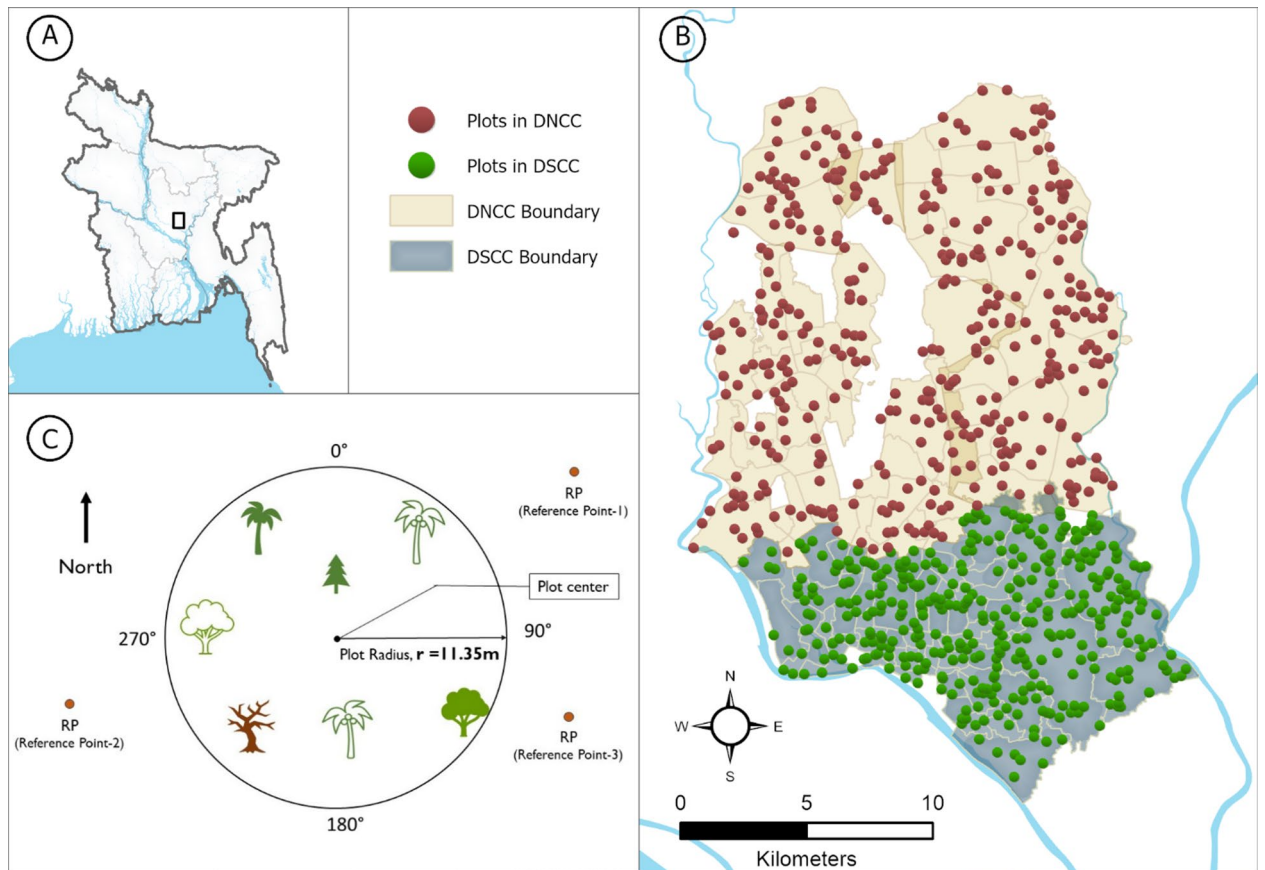 A
Plots in DNCC
Plots in DSCC
DNCC Boundary
DSCC Boundary
B
N
W
E
S
0
5
10
Kilometers
C
0°
North
RP
(Reference Point-1)
Plot center
270°
90°
Plot Radius, r =11.35m
RP
(Reference Point-2)
RP
(Reference Point-3)
180°